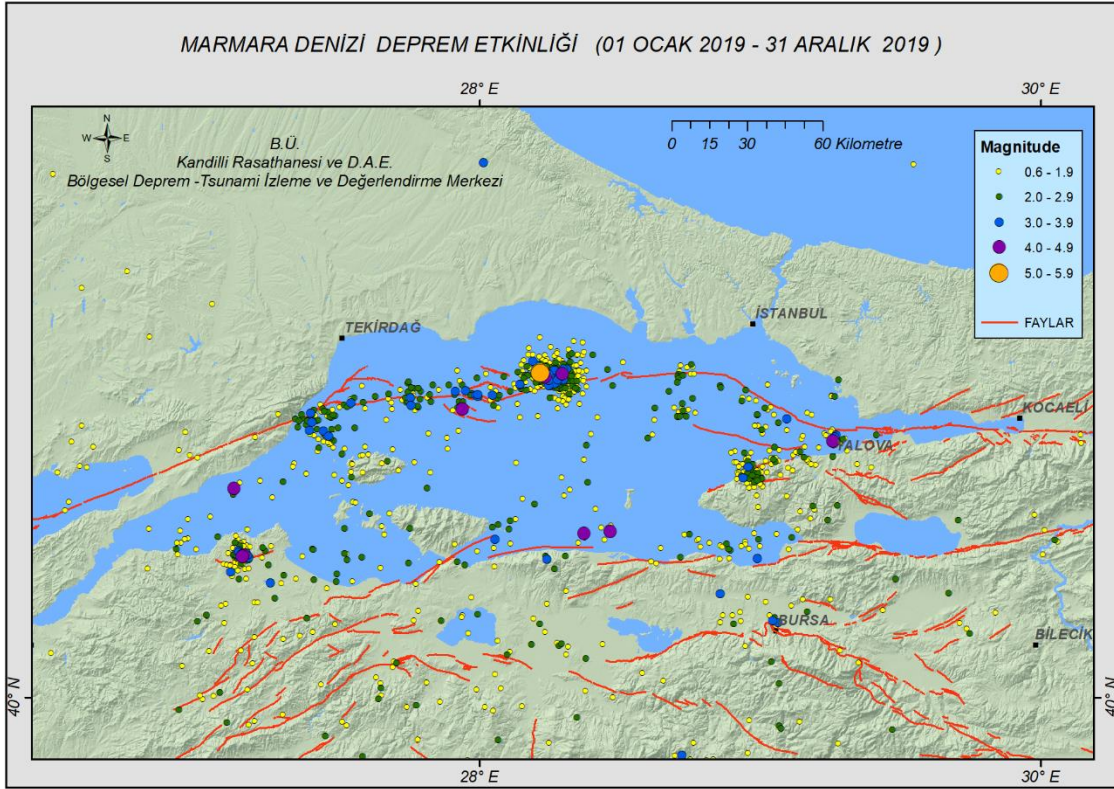 MARMARA DENİZİ DEPREM ETKİNLİĞİ (01 OCAK 2019 - 31 ARALIK 2019 )
28° E
30° E
N
W E
S
B.Ü.
Kandilli Rasathanesi ve D.A.E.
Bölgesel Deprem -Tsunami İzleme ve Değerlendirme Merkezi
0 15 30 60 Kilometre
Magnitude
0.6 - 1.9
2.0 - 2.9
3.0 - 3.9
4.0 - 4.9
5.0 - 5.9
FAYLAR
İSTANBUL
TEKİRDAĞ
KOCAELİ
YALOVA
BURSA
BİLECİK
40° N
40° N
28° E
30° E